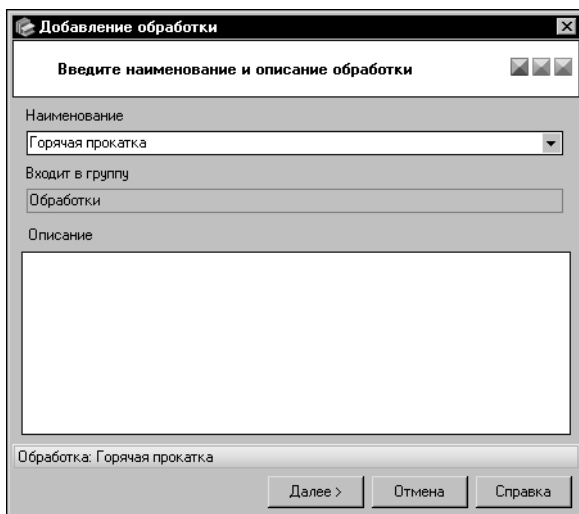 Добавление обработки
Введите наименование и описание обработки
Наименование
Горячая прокатка
Входит в группу
Обработки
Описание
Обработка: Горячая прокатка
Далее > Отмена Справка